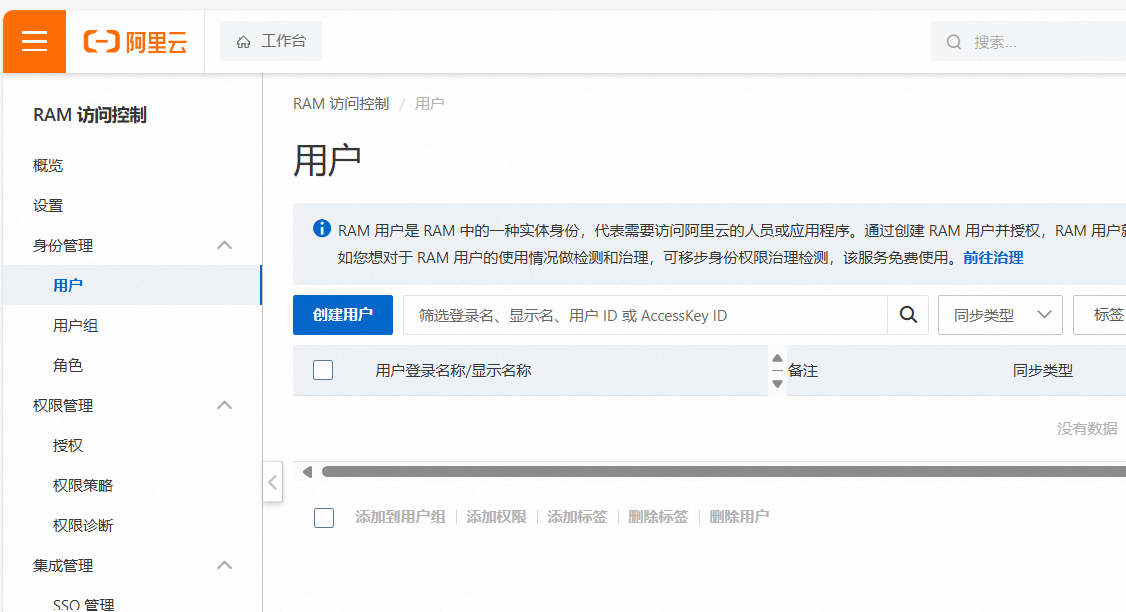 阿里云
工作台
搜索...
RAM 访问控制
概览
设置
身份管理
用户
用户组
角色
权限管理
授权
权限策略
权限诊断
集成管理
SSO 管理
RAM 访问控制 / 用户
用户
RAM 用户是 RAM 中的一种实体身份，代表需要访问阿里云的人员或应用程序。通过创建 RAM 用户并授权，RAM 用户就
如您想对于 RAM 用户的使用情况做检测和治理，可移步身份权限治理检测，该服务免费使用。前往治理
创建用户
筛选登录名、显示名、用户 ID 或 AccessKey ID
同步类型
标签
用户登录名称/显示名称
备注
同步类型
没有数据
添加到用户组
添加权限
添加标签
删除标签
删除用户